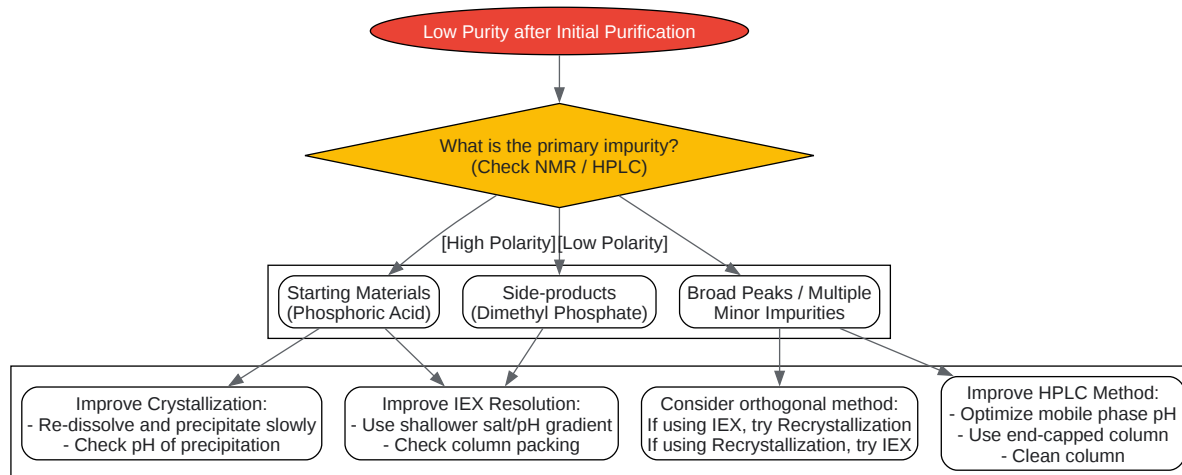 Low Purity after Initial Purification
What is the primary impurity?
(Check NMR / HPLC)
[High Polarity]
[Low Polarity]
Starting Materials
(Phosphoric Acid)
Side-products
(Dimethyl Phosphate)
Broad Peaks / Multiple
Minor Impurities
Improve Crystallization:
- Re-dissolve and precipitate slowly
- Check pH of precipitation
Improve IEX Resolution:
- Use shallower salt/pH gradient
- Check column packing
Consider orthogonal method:
If using IEX, try Recrystallization
If using Recrystallization, try IEX
Improve HPLC Method:
- Optimize mobile phase pH
- Use end-capped column
- Clean column